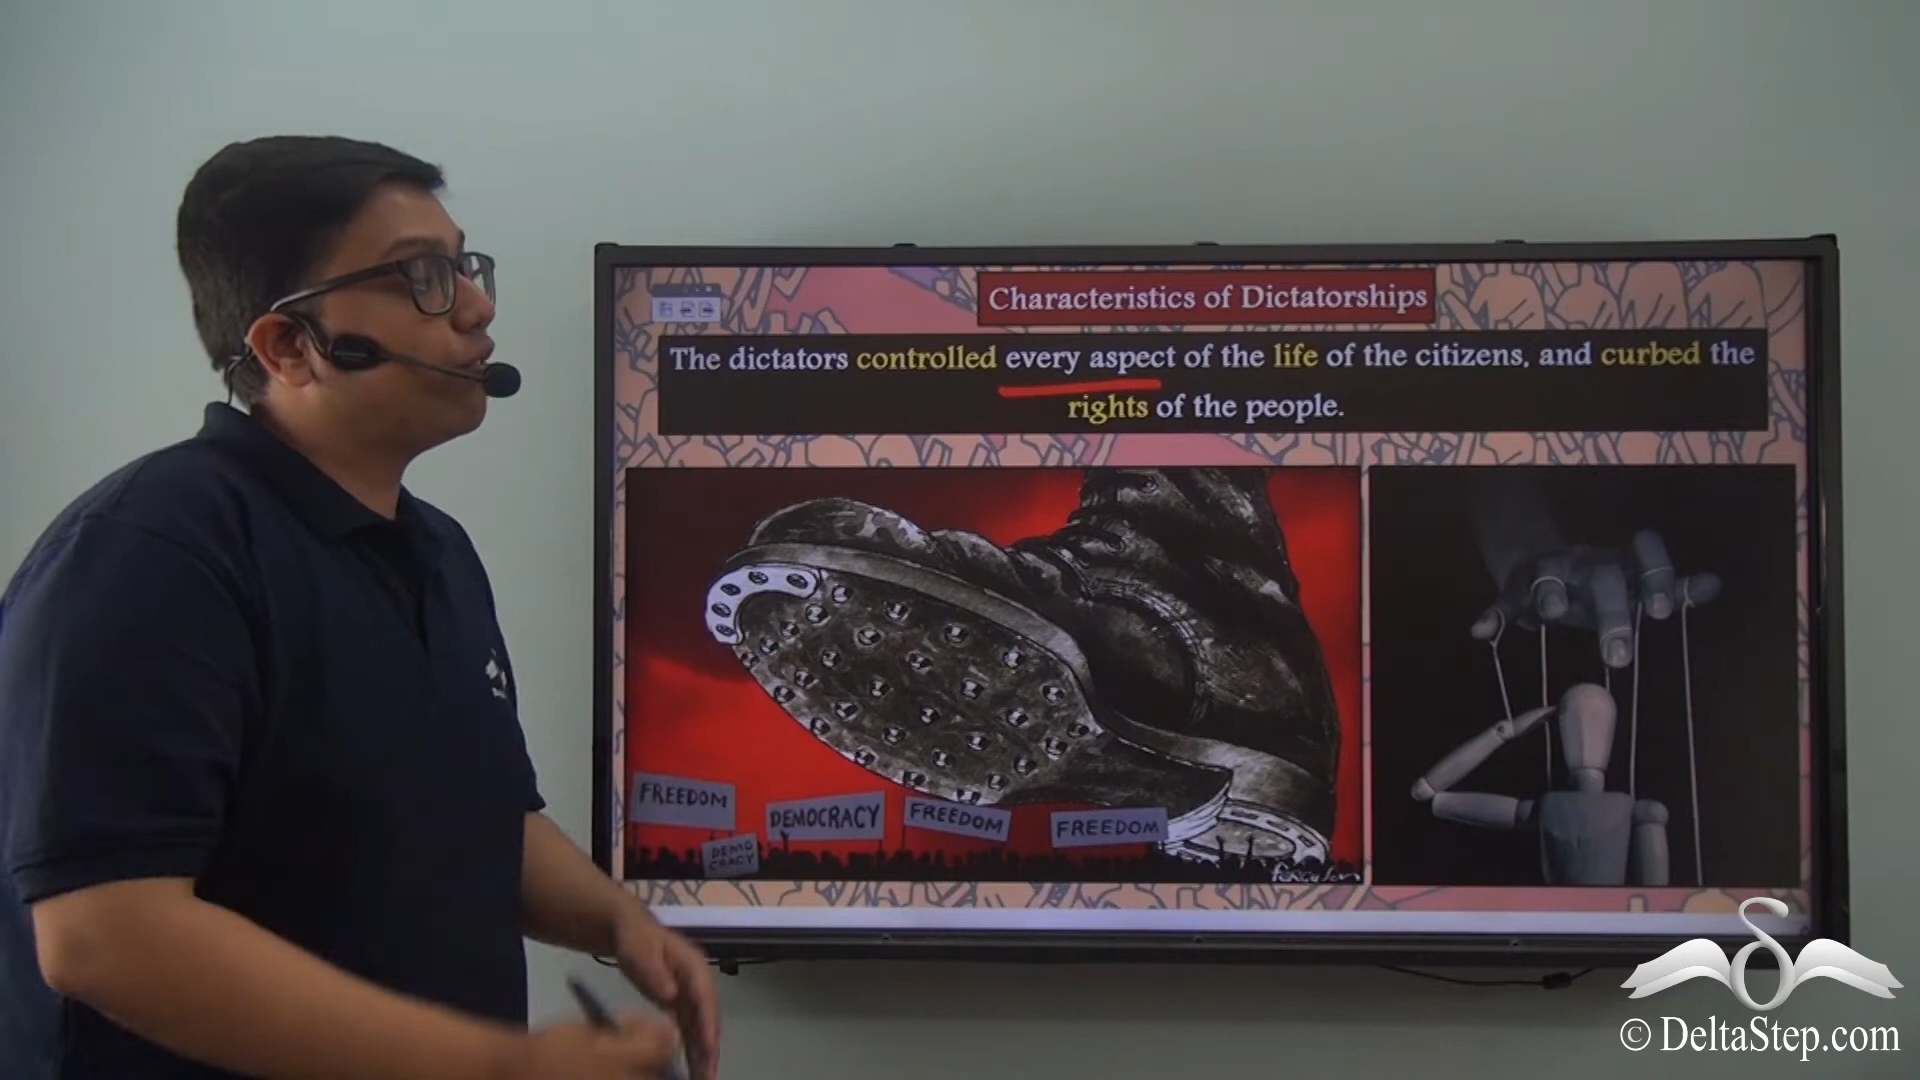 Characteristics of Dictatorships
The dictators controlled every aspect of the life of the citizens, and curbed the
rights of the people.
FREEDOM
DEMOCRACY
FREEDOM
FREEDOM
DEMO
CRACY
© DeltaStep.com